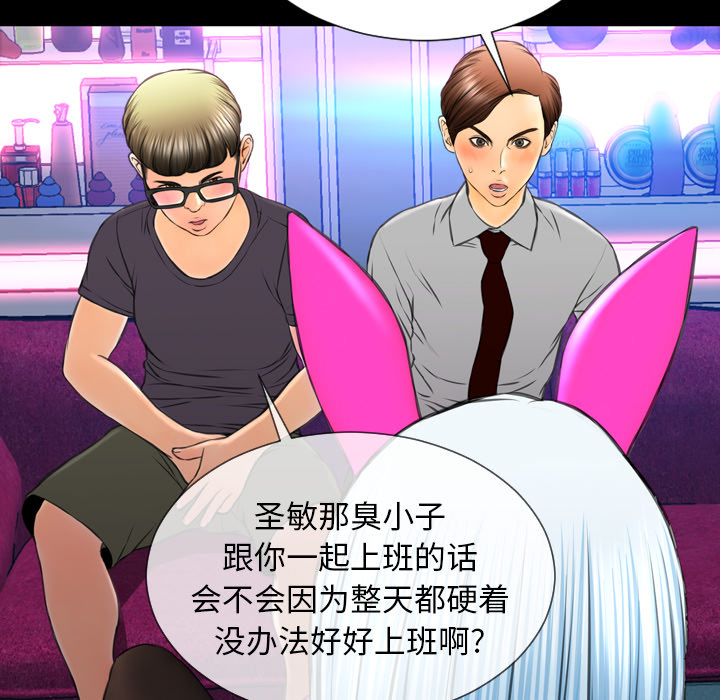 圣敏那臭小子
跟你一起上班的话
会不会因为整天都硬着
没办法好好上班啊?